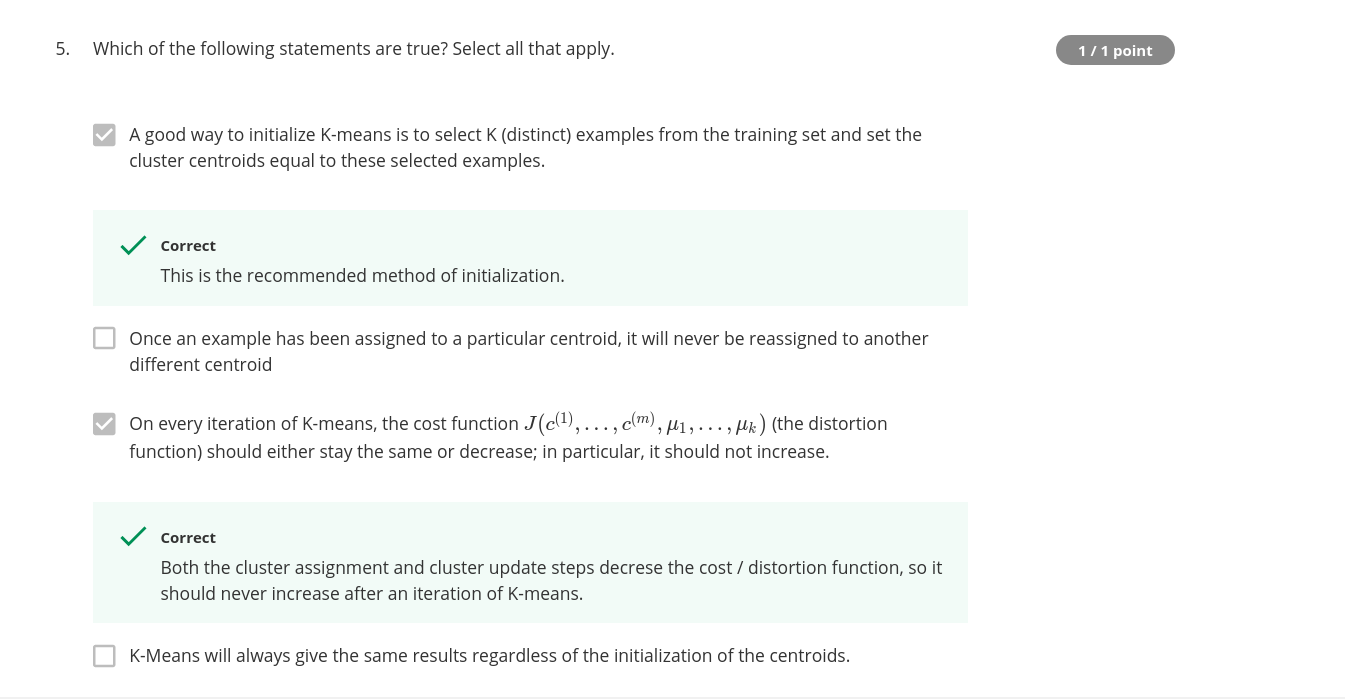 5. Which of the following statements are true? Select all that apply.
1 / 1 point
A good way to initialize K-means is to select K (distinct) examples from the training set and set the
cluster centroids equal to these selected examples.
Correct
This is the recommended method of initialization.
Once an example has been assigned to a particular centroid, it will never be reassigned to another
different centroid
On every iteration of K-means, the cost function J(c⁽¹⁾, . . . , c⁽ᵐ⁾, μ₁, . . . , μₖ) (the distortion
function) should either stay the same or decrease; in particular, it should not increase.
Correct
Both the cluster assignment and cluster update steps decrese the cost / distortion function, so it
should never increase after an iteration of K-means.
K-Means will always give the same results regardless of the initialization of the centroids.